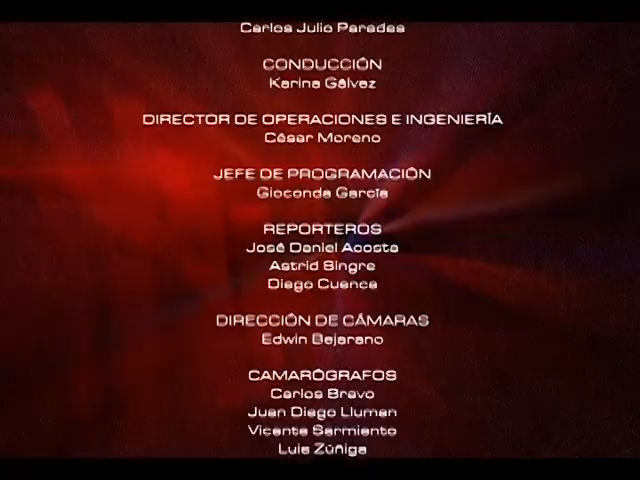 Carlos Julio Paredes
CONDUCCIÓN
Karina Gálvez
DIRECTOR DE OPERACIONES E INGENIERÍA
César Moreno
JEFE DE PROGRAMACIÓN
Gioconda García
REPORTEROS
José Daniel Acosta
Astrid Singre
Diego Cuenca
DIRECCIÓN DE CÁMARAS
Edwin Bejarano
CAMARÓGRAFOS
Carlos Bravo
Juan Diego Lluman
Vicente Sarmiento
Luis Zúñiga